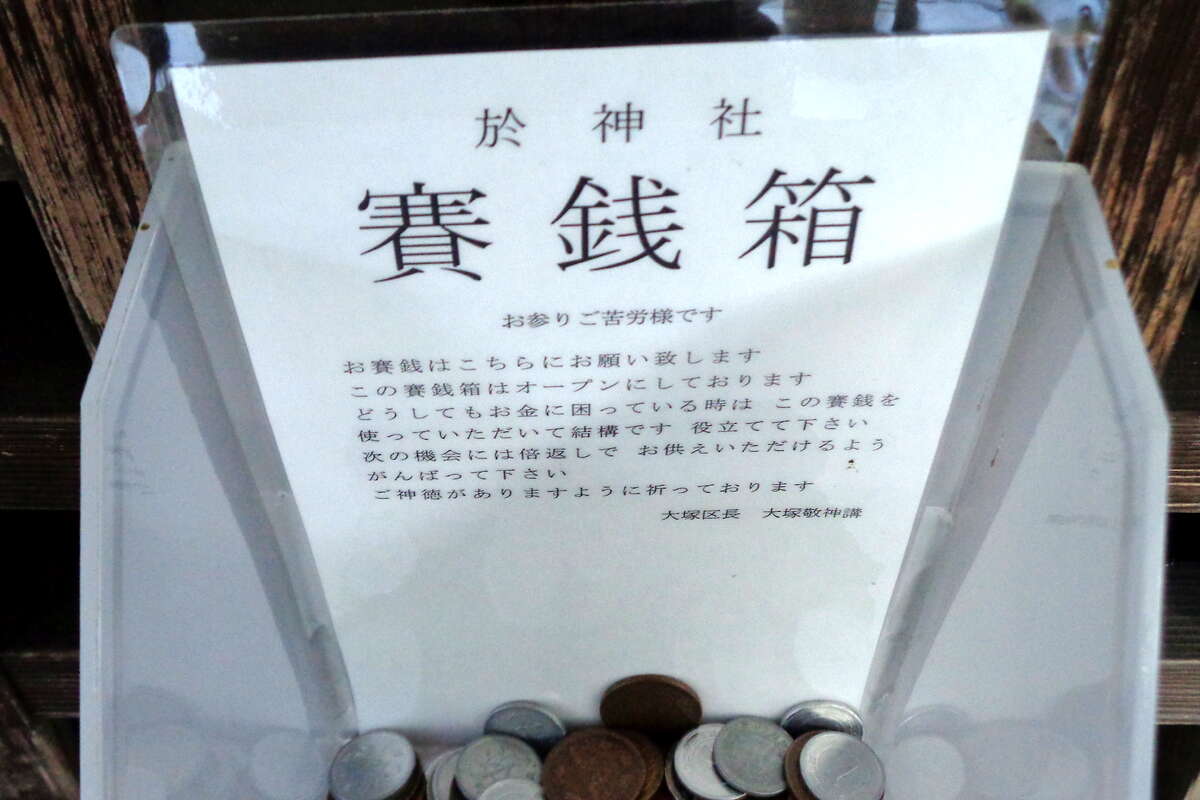 於神社
賽銭箱
お参りご苦労様です
お賽銭はこちらにお願い致します
この賽銭箱はオープンにしております
どうしてもお金に困っている時は この賽銭を
使っていただいて結構です 役立てて下さい
次の機会には倍返しで お供えいただけるよう
がんばって下さい
ご神徳がありますように祈っております
大塚区長 大塚敬神講